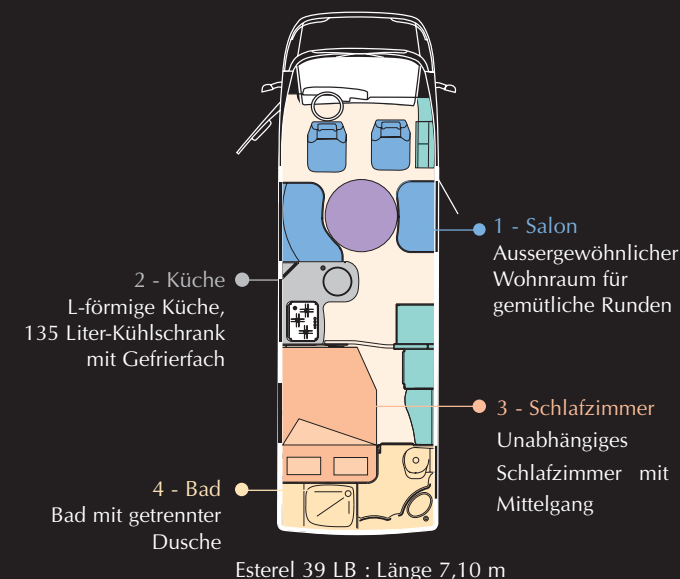 1 - Salon
Aussergewöhnlicher
Wohnraum für
gemütliche Runden
2 - Küche
L-förmige Küche,
135 Liter-Kühlschrank
mit Gefrierfach
3 - Schlafzimmer
Unabhängiges
Schlafzimmer mit
Mittelgang
4 - Bad
Bad mit getrennter
Dusche
Esterel 39 LB : Länge 7,10 m